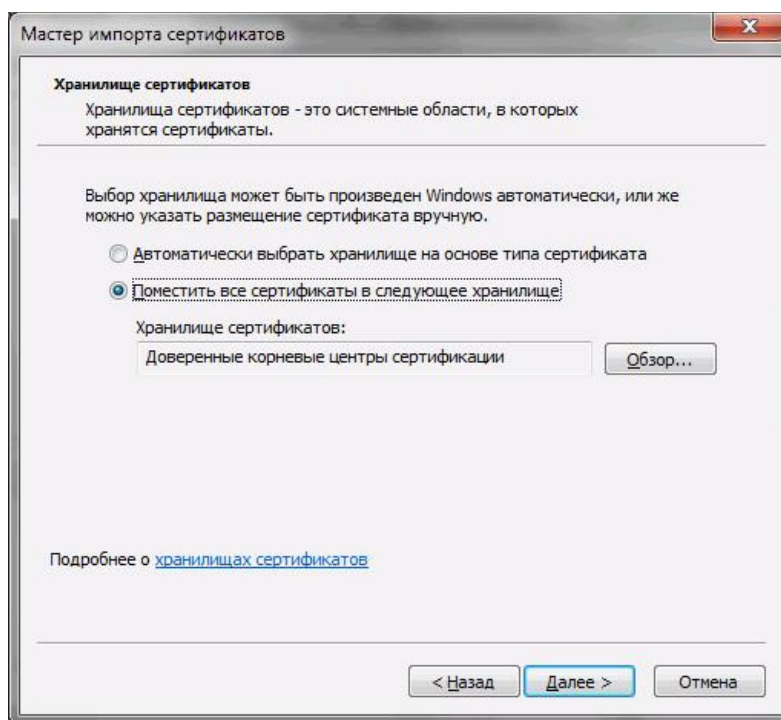 Мастер импорта сертификатов
Хранилище сертификатов
Хранилища сертификатов - это системные области, в которых
хранятся сертификаты.
Выбор хранилища может быть произведен Windows автоматически, или же
можно указать размещение сертификата вручную.
Автоматически выбрать хранилище на основе типа сертификата
Поместить все сертификаты в следующее хранилище
Хранилище сертификатов:
Доверенные корневые центры сертификации
Обзор...
Подробнее о хранилищах сертификатов
< Назад
Далее >
Отмена